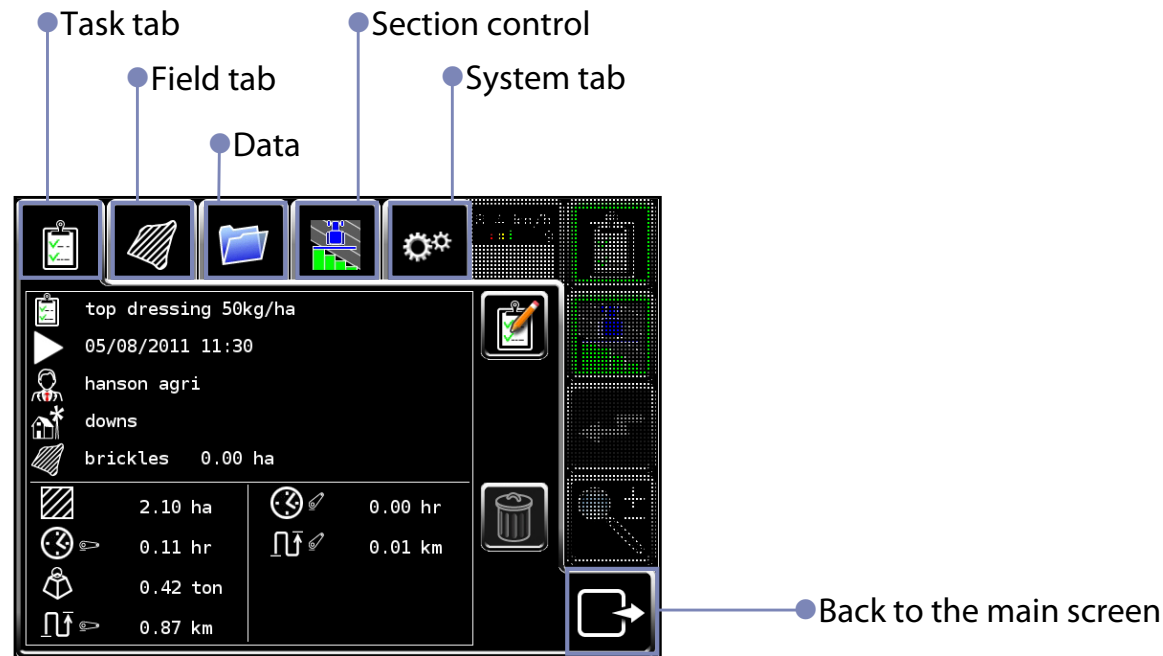 Task tab
Section control
Field tab
System tab
Data
top dressing 50kg/ha
05/08/2011 11:30
hanson agri
downs
brickles 0.00 ha
2.10 ha
0.00 hr
0.11 hr
0.01 km
0.42 ton
0.87 km
Back to the main screen